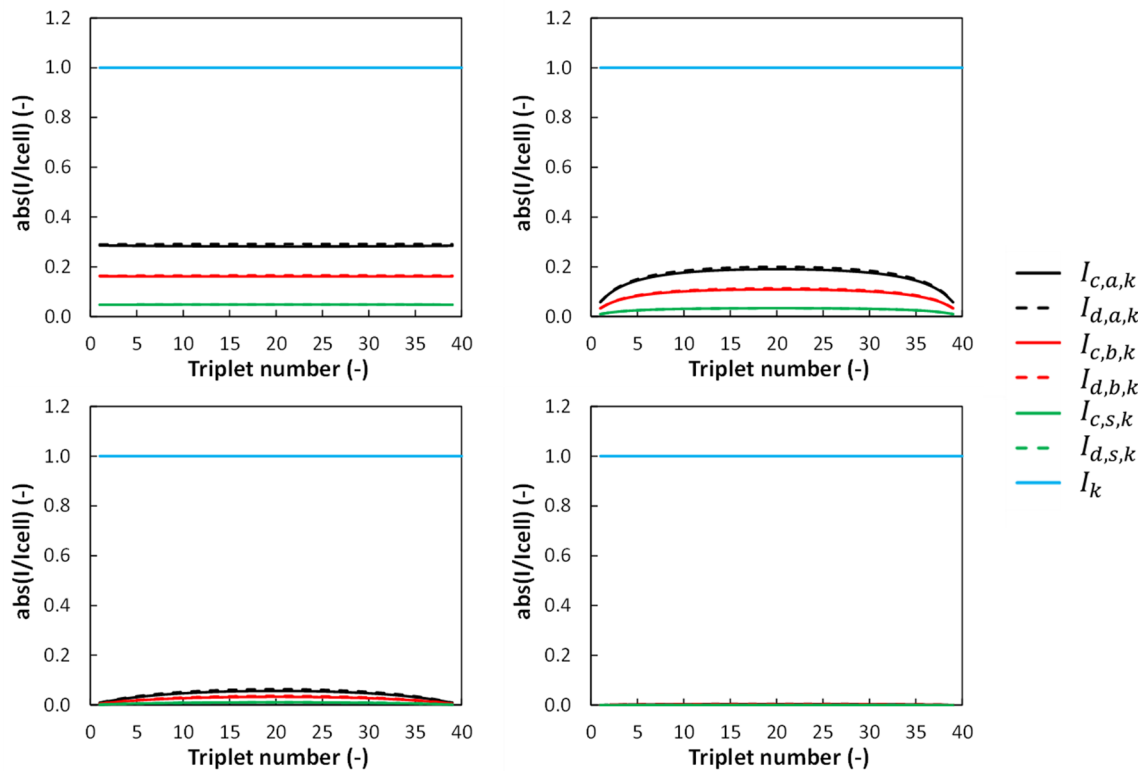 1.2
1.0
0.8
0.6
0.4
0.2
0.0
abs(I/Icell) (-)
0 5 10 15 20 25 30 35 40
Triplet number (-)
1.2
1.0
0.8
0.6
0.4
0.2
0.0
abs(I/Icell) (-)
0 5 10 15 20 25 30 35 40
Triplet number (-)
1.2
1.0
0.8
0.6
0.4
0.2
0.0
abs(I/Icell) (-)
0 5 10 15 20 25 30 35 40
Triplet number (-)
1.2
1.0
0.8
0.6
0.4
0.2
0.0
abs(I/Icell) (-)
0 5 10 15 20 25 30 35 40
Triplet number (-)
I_{c,a,k}
I_{d,a,k}
I_{c,b,k}
I_{d,b,k}
I_{c,s,k}
I_{d,s,k}
I_k